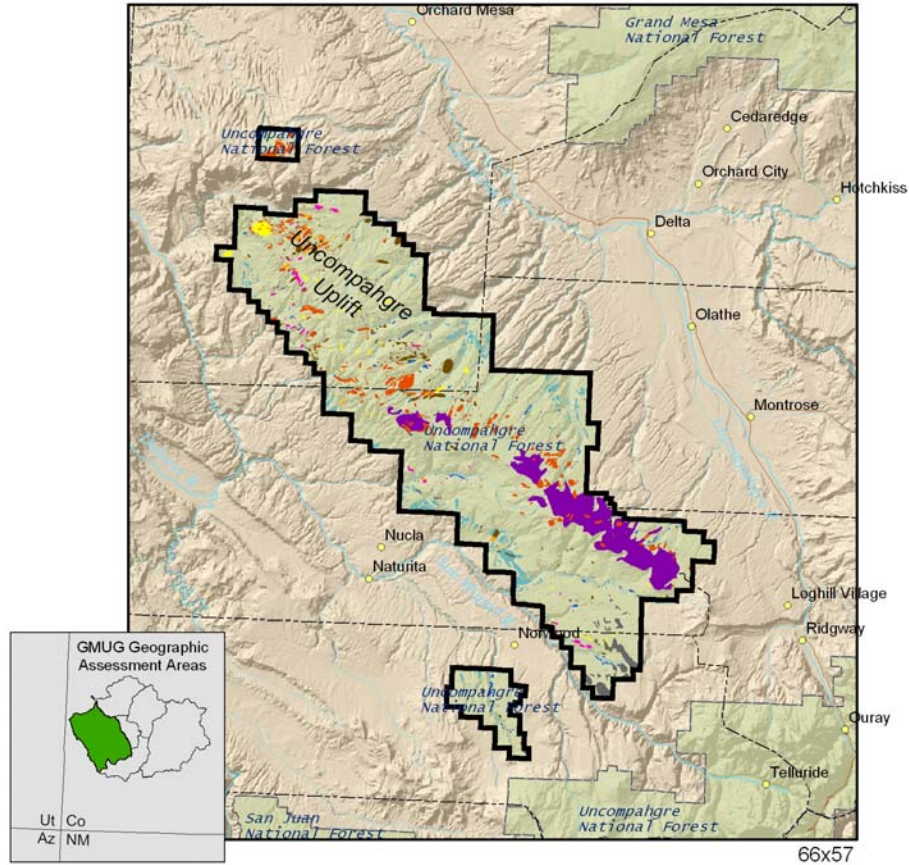 Orchard Mesa
Grand Mesa
National Forest
Cedaredge
Uncompahgre
National Forest
Orchard City
Hotchkiss
Delta
Uncompahgre
Uplift
Olathe
Montrose
Uncompahgre
National Forest
Nucla
Naturita
Loghill Village
Norwood
Ridgway
GMUG Geographic
Assessment Areas
Uncompahgre
National Forest
Ouray
Telluride
Ut Co
Az NM
San Juan
National Forest
Uncompahgre
National Forest
66x57